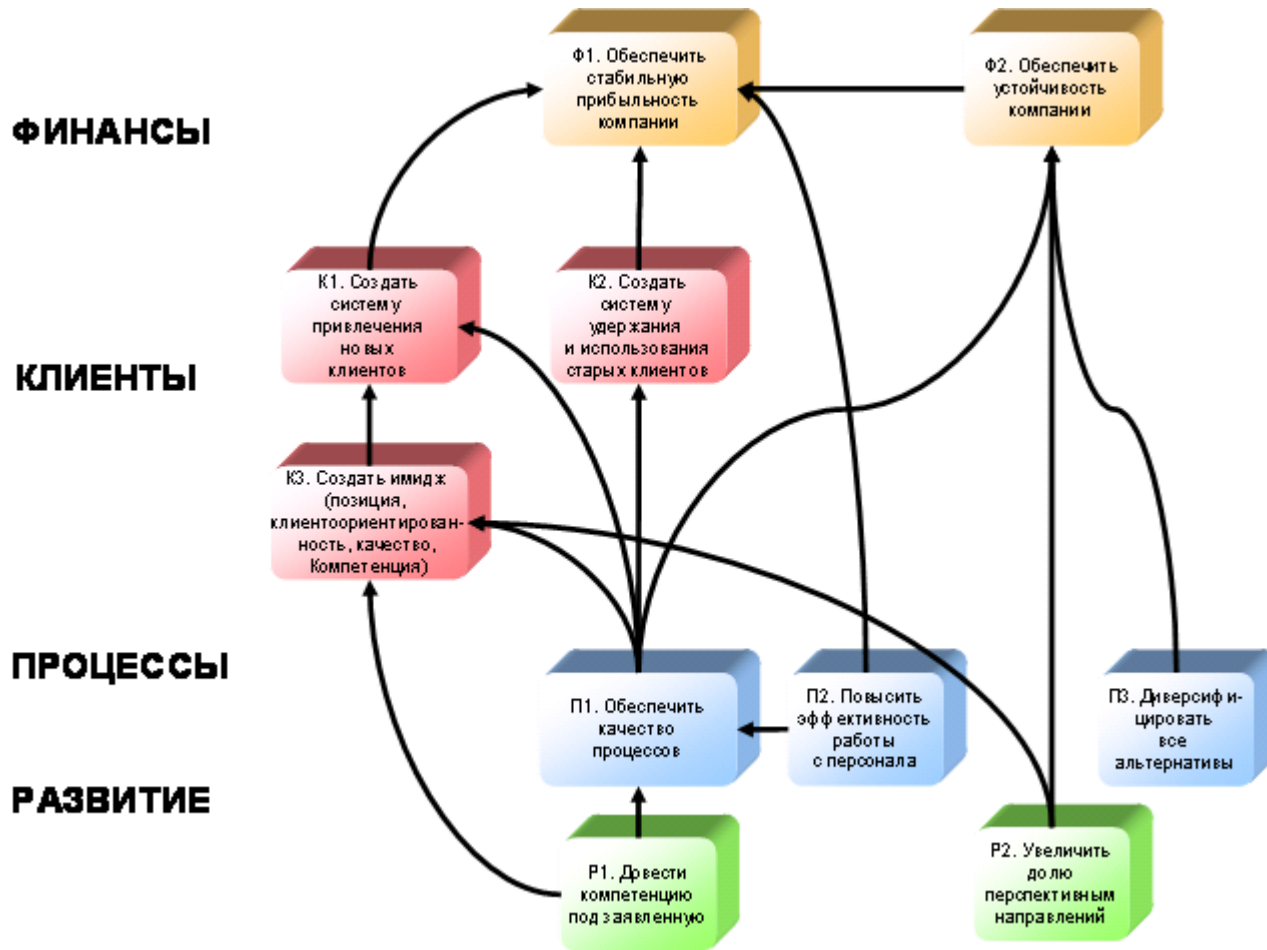 ФИНАНСЫ
Ф1. Обеспечить
стабильную
прибыльность
компании
Ф2. Обеспечить
устойчивость
компании
КЛИЕНТЫ
К1. Создать
систему
привлечения
новых
клиентов
К2. Создать
систему
удержания
и использования
старых клиентов
К3. Создать имидж
(позиция,
клиентоориентирован-
ность, качество,
Компетенция)
ПРОЦЕССЫ
П1. Обеспечить
качество
процессов
П2. Повысить
эффективность
работы
с персонала
П3. Диверсифи-
цировать
все
альтернативы
РАЗВИТИЕ
Р1. Довести
компетенцию
под заявленную
Р2. Увеличить
долю
перспективным
направлений